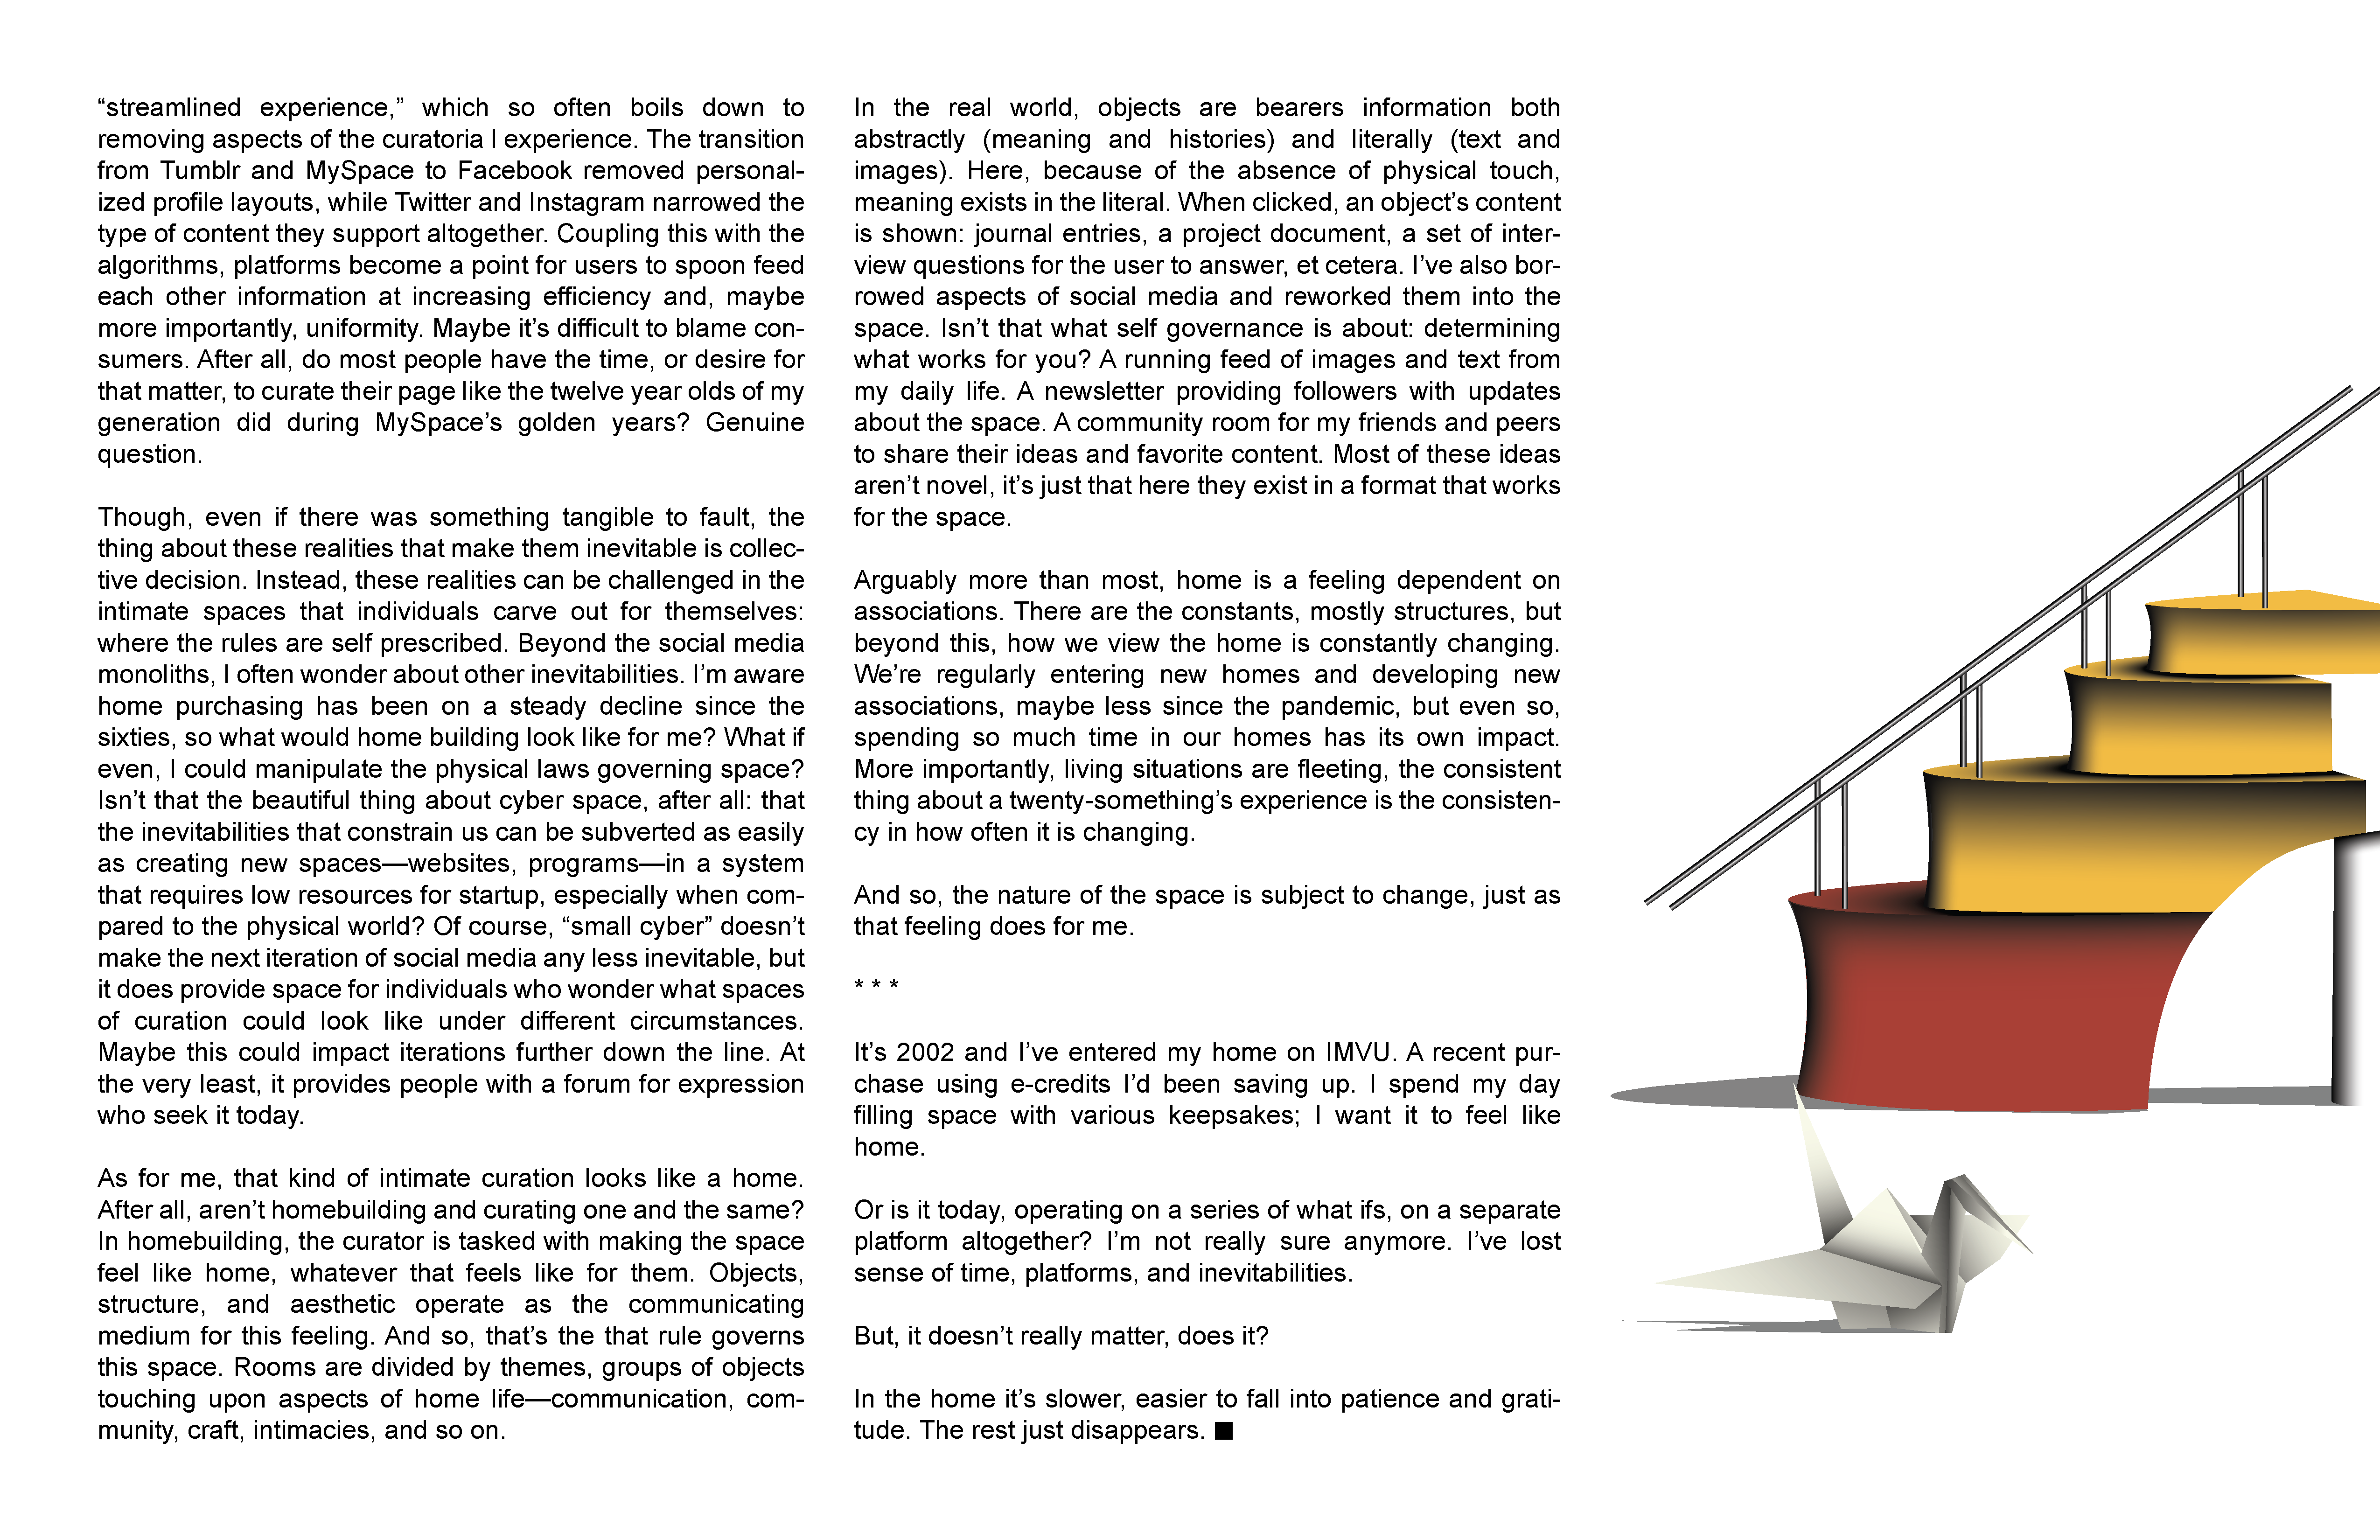 “streamlined experience,” which so often boils down to
removing aspects of the curatoria l experience. The transition
from Tumblr and MySpace to Facebook removed personal-
ized profile layouts, while Twitter and Instagram narrowed the
type of content they support altogether. Coupling this with the
algorithms, platforms become a point for users to spoon feed
each other information at increasing efficiency and, maybe
more importantly, uniformity. Maybe it’s difficult to blame con-
sumers. After all, do most people have the time, or desire for
that matter, to curate their page like the twelve year olds of my
generation did during MySpace’s golden years? Genuine
question.
Though, even if there was something tangible to fault, the
thing about these realities that make them inevitable is collec-
tive decision. Instead, these realities can be challenged in the
intimate spaces that individuals carve out for themselves:
where the rules are self prescribed. Beyond the social media
monoliths, I often wonder about other inevitabilities. I’m aware
home purchasing has been on a steady decline since the
sixties, so what would home building look like for me? What if
even, I could manipulate the physical laws governing space?
Isn’t that the beautiful thing about cyber space, after all: that
the inevitabilities that constrain us can be subverted as easily
as creating new spaces—websites, programs—in a system
that requires low resources for startup, especially when com-
pared to the physical world? Of course, “small cyber” doesn’t
make the next iteration of social media any less inevitable, but
it does provide space for individuals who wonder what spaces
of curation could look like under different circumstances.
Maybe this could impact iterations further down the line. At
the very least, it provides people with a forum for expression
who seek it today.
As for me, that kind of intimate curation looks like a home.
After all, aren’t homebuilding and curating one and the same?
In homebuilding, the curator is tasked with making the space
feel like home, whatever that feels like for them. Objects,
structure, and aesthetic operate as the communicating
medium for this feeling. And so, that’s the that rule governs
this space. Rooms are divided by themes, groups of objects
touching upon aspects of home life—communication, com-
munity, craft, intimacies, and so on.
In the real world, objects are bearers information both
abstractly (meaning and histories) and literally (text and
images). Here, because of the absence of physical touch,
meaning exists in the literal. When clicked, an object’s content
is shown: journal entries, a project document, a set of inter-
view questions for the user to answer, et cetera. I’ve also bor-
rowed aspects of social media and reworked them into the
space. Isn’t that what self governance is about: determining
what works for you? A running feed of images and text from
my daily life. A newsletter providing followers with updates
about the space. A community room for my friends and peers
to share their ideas and favorite content. Most of these ideas
aren’t novel, it’s just that here they exist in a format that works
for the space.
Arguably more than most, home is a feeling dependent on
associations. There are the constants, mostly structures, but
beyond this, how we view the home is constantly changing.
We’re regularly entering new homes and developing new
associations, maybe less since the pandemic, but even so,
spending so much time in our homes has its own impact.
More importantly, living situations are fleeting, the consistent
thing about a twenty-something’s experience is the consisten-
cy in how often it is changing.
And so, the nature of the space is subject to change, just as
that feeling does for me.
* * *
It’s 2002 and I’ve entered my home on IMVU. A recent pur-
chase using e-credits I’d been saving up. I spend my day
filling space with various keepsakes; I want it to feel like
home.
Or is it today, operating on a series of what ifs, on a separate
platform altogether? I’m not really sure anymore. I’ve lost
sense of time, platforms, and inevitabilities.
But, it doesn’t really matter, does it?
In the home it’s slower, easier to fall into patience and grati-
tude. The rest just disappears. ■